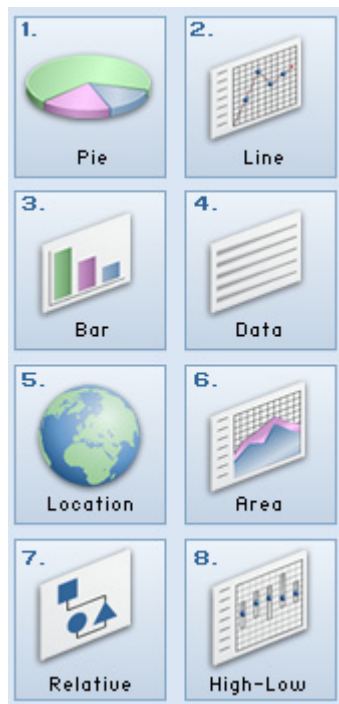 1.
Pie
2.
Line
3.
Bar
4.
Data
5.
Location
6.
Area
7.
Relative
8.
High-Low